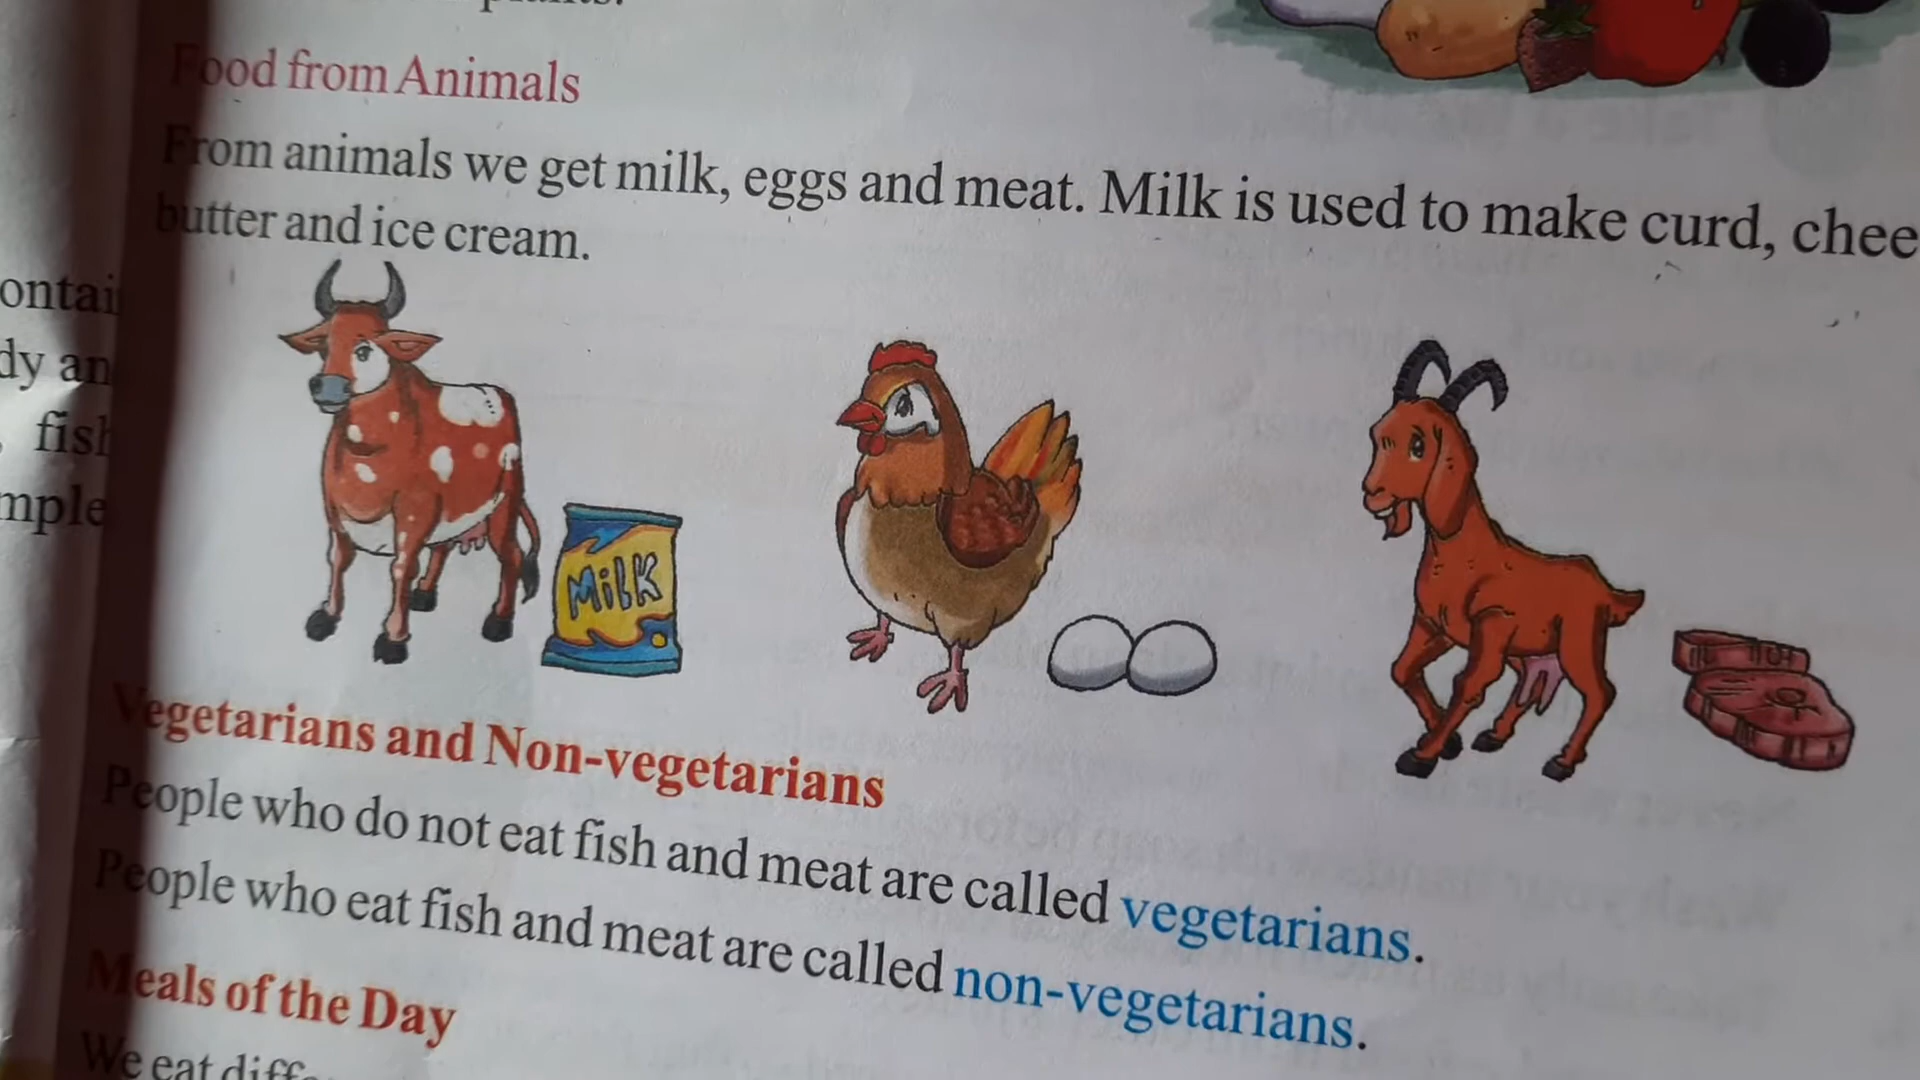 Food from Animals
From animals we get milk, eggs and meat. Milk is used to make curd, chee
butter and ice cream.
ontai
dy an
fish
mple
MiLK
Vegetarians and Non-vegetarians
People who do not eat fish and meat are called vegetarians.
People who eat fish and meat are called non-vegetarians.
Meals of the Day
We eat diff